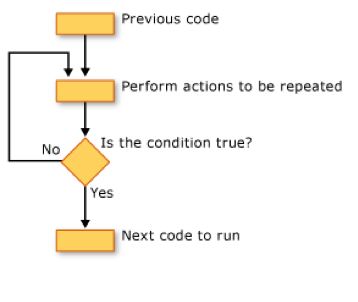 Previous code
Perform actions to be repeated
Is the condition true?
No
Yes
Next code to run